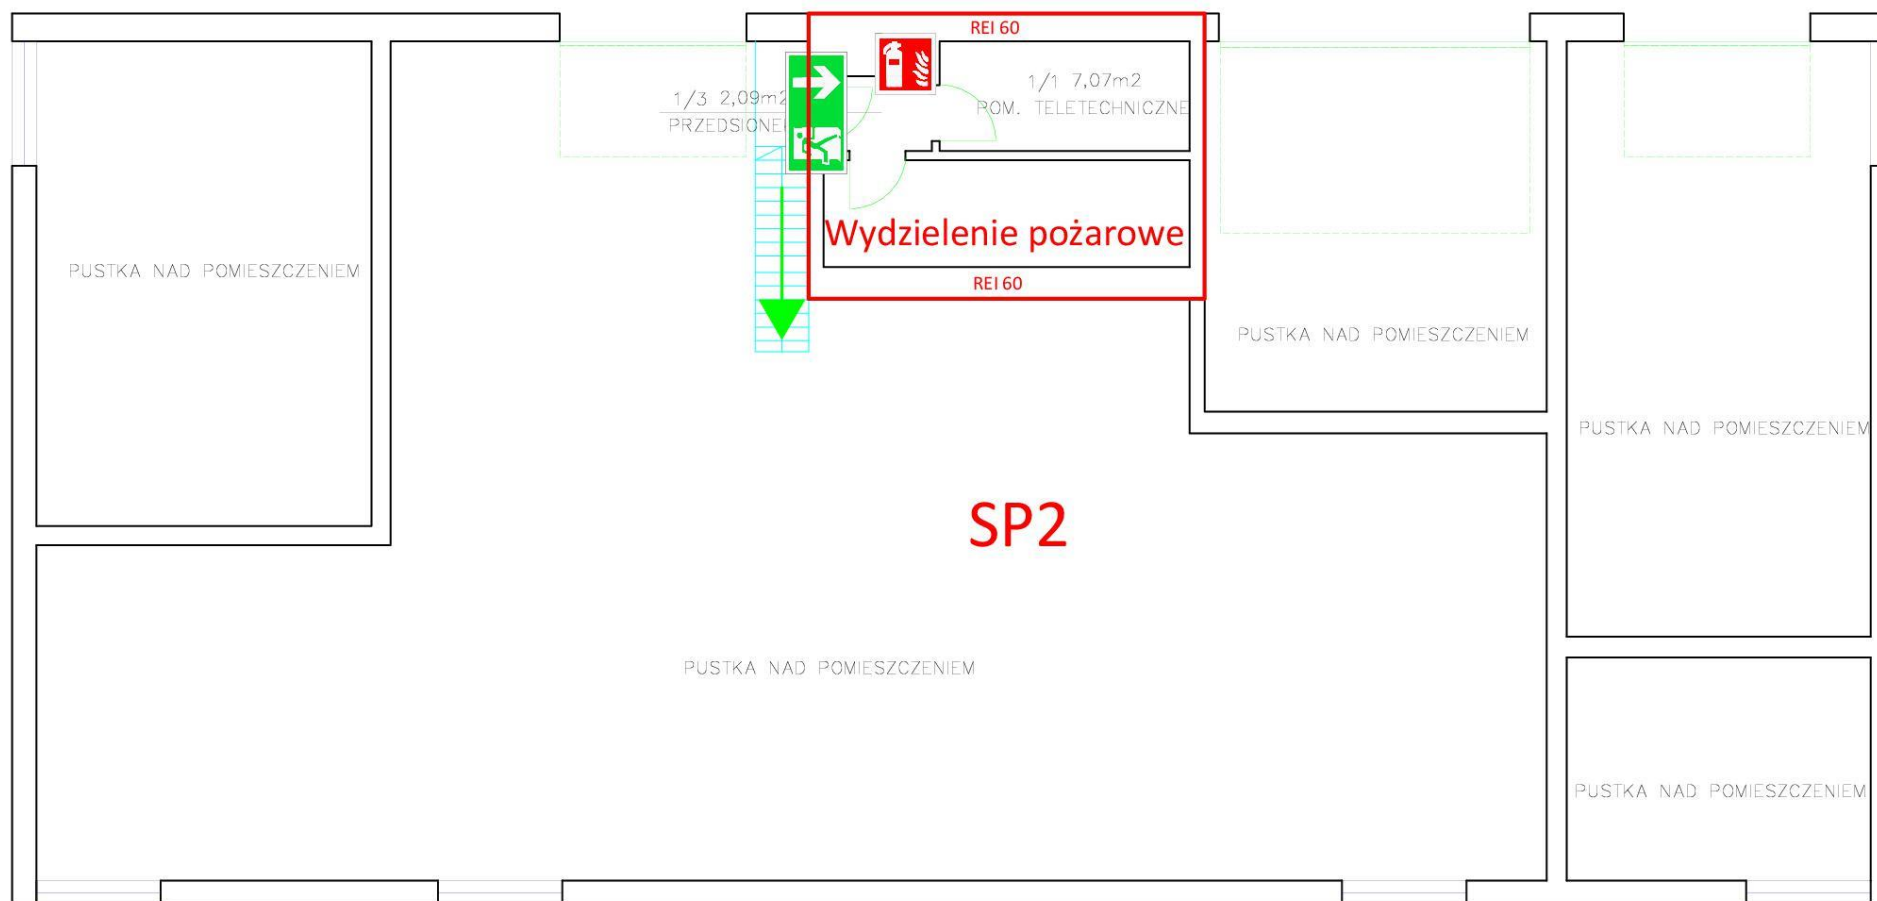 REI 60
1/1 7,07m2
POM. TELETECHNICZNE
1/3 2,09m2
PRZEDSIONE
Wydzielenie pożarowe
REI 60
PUSTKA NAD POMIESZCZENIEM
PUSTKA NAD POMIESZCZENIEM
PUSTKA NAD POMIESZCZENIEM
SP2
PUSTKA NAD POMIESZCZENIEM
PUSTKA NAD POMIESZCZENIEM